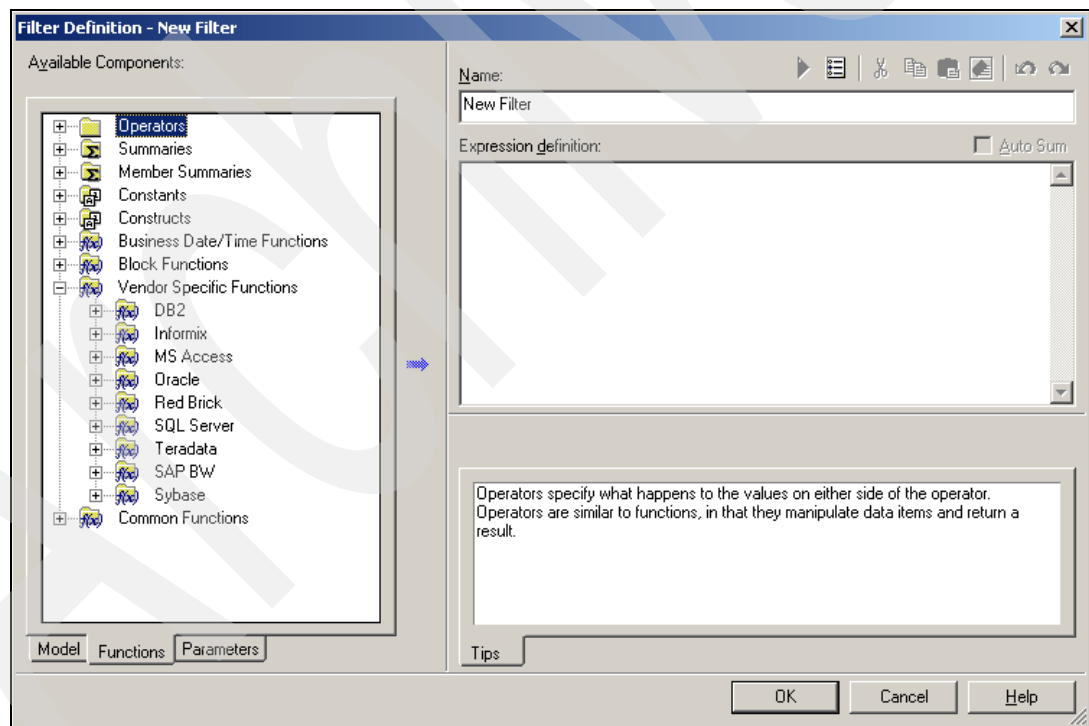 Filter Definition - New Filter
Available Components:
Operators
Summaries
Member Summaries
Constants
Constructs
Business Date/Time Functions
Block Functions
Vendor Specific Functions
DB2
Informix
MS Access
Oracle
Red Brick
SQL Server
Teradata
SAP BW
Sybase
Common Functions
Model Functions Parameters
Name:
New Filter
Expression definition: Auto Sum
Operators specify what happens to the values on either side of the operator.
Operators are similar to functions, in that they manipulate data items and return a
result.
Tips
OK Cancel Help